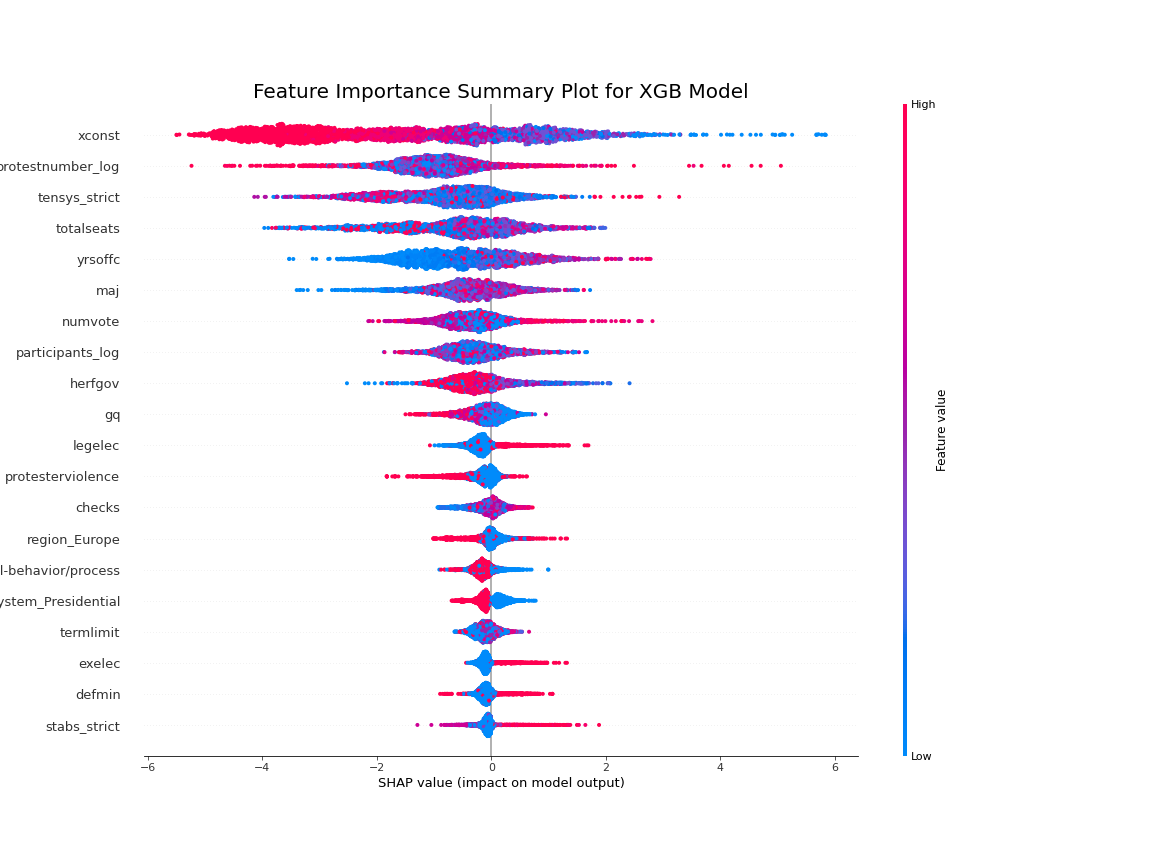 Feature Importance Summary Plot for XGB Model
High
xconst
protestnumber_log
tensys_strict
totalseats
yrsoffc
maj
numvote
participants_log
herfgov
gq
legelec
protesterviolence
checks
region_Europe
l-behavior/process
ystem_Presidential
termlimit
exelec
defmin
stabs_strict
Feature value
Low
−6 −4 −2 0 2 4 6
SHAP value (impact on model output)